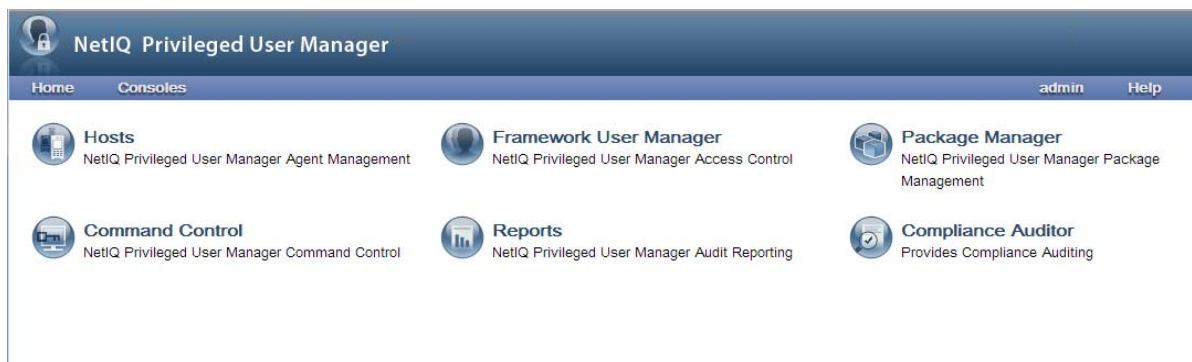 NetIQ Privileged User Manager
Home Consoles admin Help
Hosts
NetIQ Privileged User Manager Agent Management
Framework User Manager
NetIQ Privileged User Manager Access Control
Package Manager
NetIQ Privileged User Manager Package
Management
Command Control
NetIQ Privileged User Manager Command Control
Reports
NetIQ Privileged User Manager Audit Reporting
Compliance Auditor
Provides Compliance Auditing